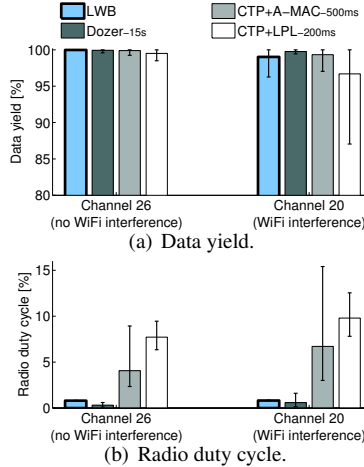 LWB CTP+A-MAC–500ms
Dozer–15s CTP+LPL–200ms
Data yield [%]
100
95
90
85
80
Channel 26 Channel 20
(no WiFi interference) (WiFi interference)
(a) Data yield.
Radio duty cycle [%]
15
10
5
0
Channel 26 Channel 20
(no WiFi interference) (WiFi interference)
(b) Radio duty cycle.